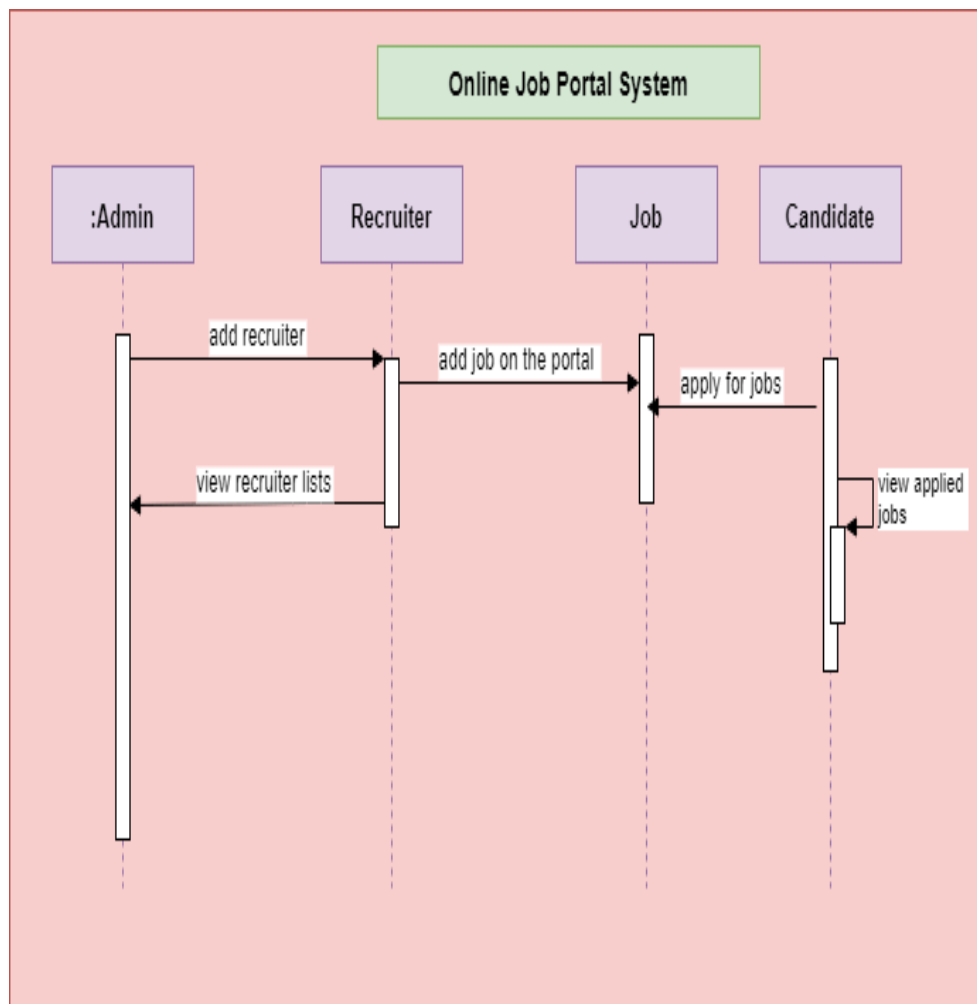 Online Job Portal System
:Admin
Recruiter
Job
Candidate
add recruiter
add job on the portal
apply for jobs
view recruiter lists
view applied
jobs